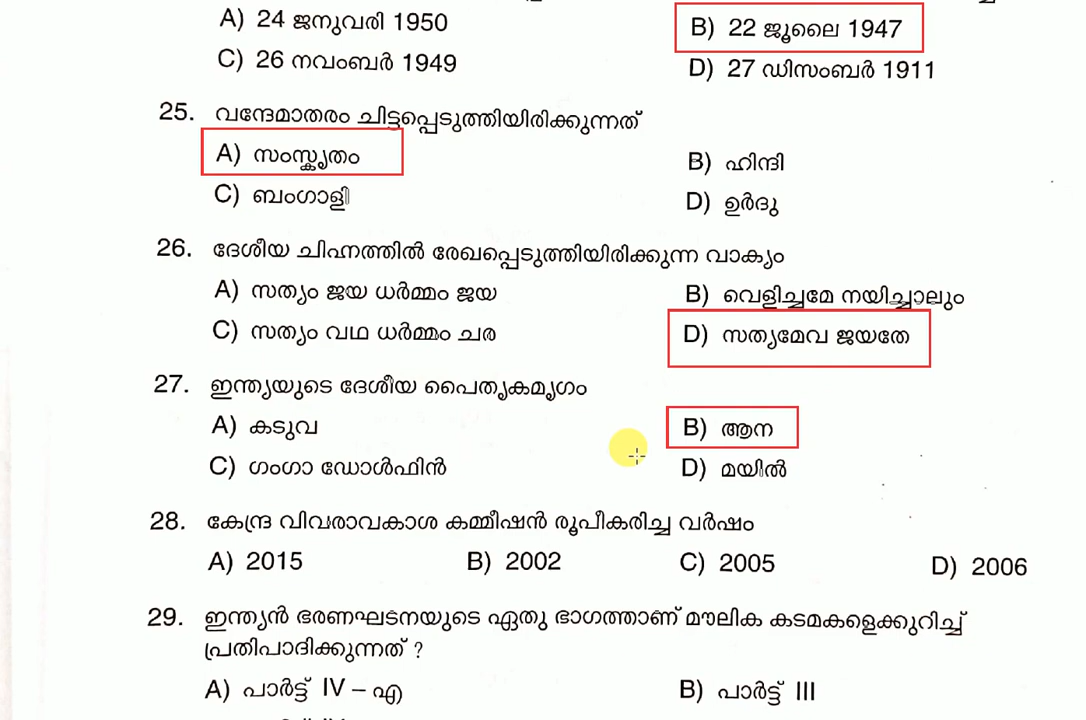 A) 24 ജനുവരി 1950 B) 22 ജൂലൈ 1947
C) 26 നവംബർ 1949 D) 27 ഡിസംബർ 1911
25. വന്ദേമാതരം ചിട്ടപ്പെടുത്തിയിരിക്കുന്നത്
A) സംസ്കൃതം B) ഹിന്ദി
C) ബംഗാളി D) ഉർദു
26. ദേശീയ ചിഹ്നത്തിൽ രേഖപ്പെടുത്തിയിരിക്കുന്ന വാക്യം
A) സത്യം ജയ ധർമ്മം ജയ B) വെളിച്ചമേ നയിച്ചാലും
C) സത്യം വഥ ധർമ്മം ചര D) സത്യമേവ ജയതേ
27. ഇന്ത്യയുടെ ദേശീയ പൈതൃകമൃഗം
A) കടുവ B) ആന
C) ഗംഗാ ഡോൾഫിൻ D) മയിൽ
28. കേന്ദ്ര വിവരാവകാശ കമ്മീഷൻ രൂപീകരിച്ച വർഷം
A) 2015 B) 2002 C) 2005 D) 2006
29. ഇന്ത്യൻ ഭരണഘടനയുടെ ഏതു ഭാഗത്താണ് മൗലിക കടമകളെക്കുറിച്ച്
പ്രതിപാദിക്കുന്നത് ?
A) പാർട്ട് IV – എ B) പാർട്ട് III